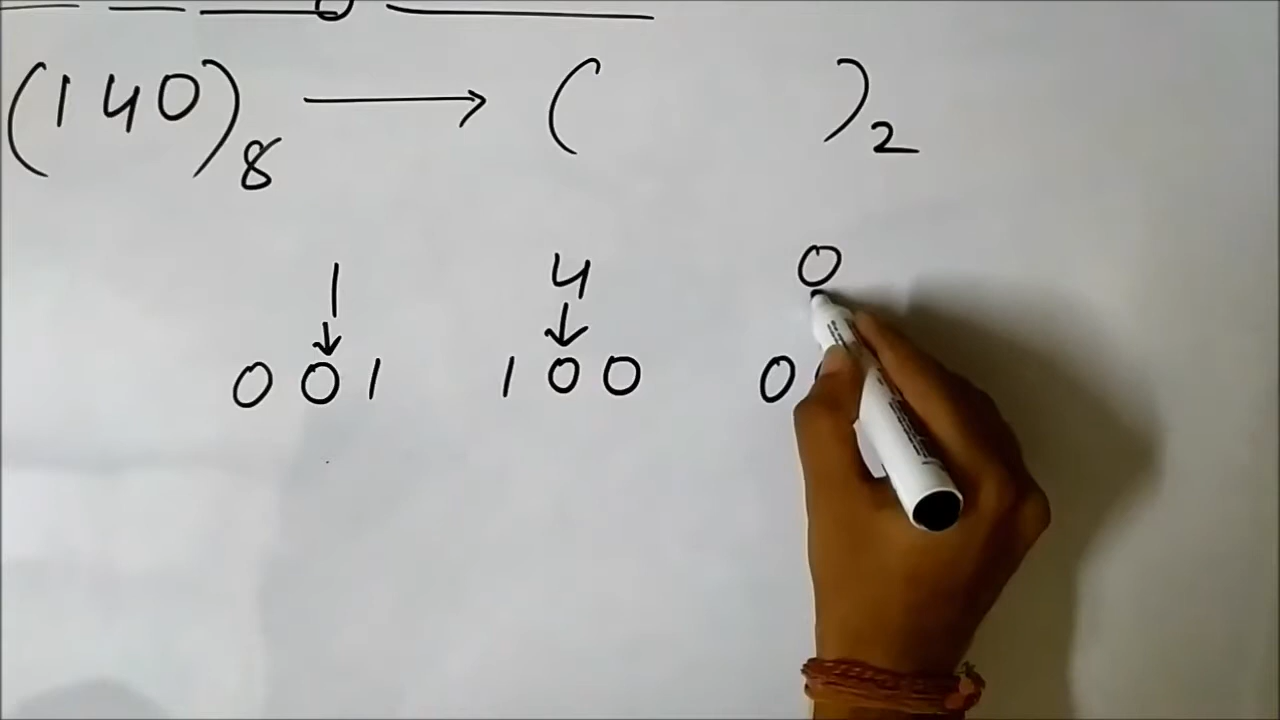 (140)₈ → ( )₂
1 4 0
↓ ↓
001 100 0